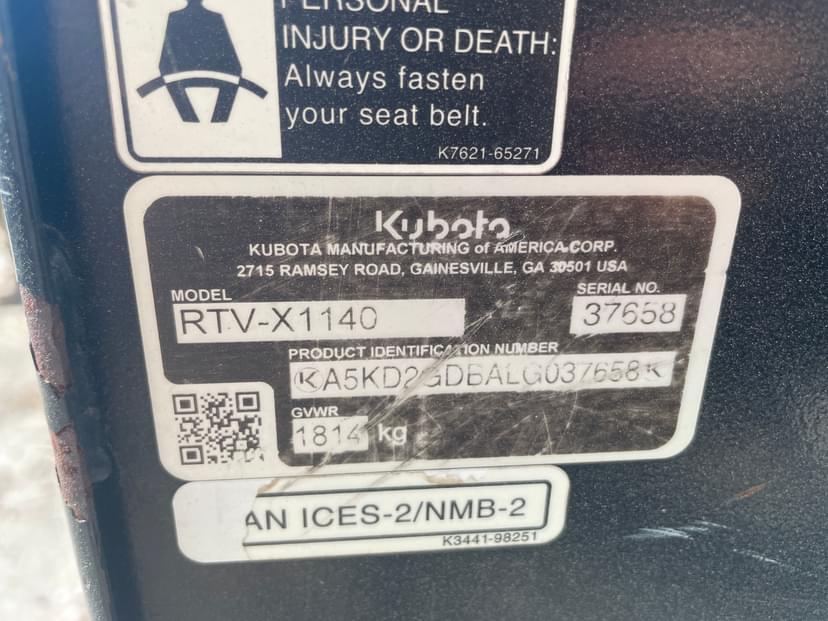 PERSONAL
INJURY OR DEATH:
Always fasten
your seat belt.
K7621-65271
Kubota
KUBOTA MANUFACTURING of AMERICA CORP.
2715 RAMSEY ROAD, GAINESVILLE, GA 30501 USA
MODEL
SERIAL NO.
RTV-X1140
37658
PRODUCT IDENTIFICATION NUMBER
KA5KD2GDBALG037658K
GVWR
1814 kg
AN ICES-2/NMB-2
K3441-98251